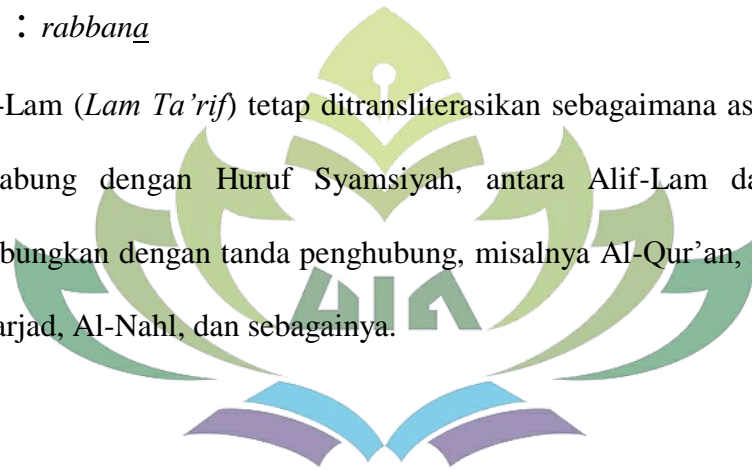 : rabbana
-Lam (Lam Ta’rif) tetap ditransliterasikan sebagaimana as
abung dengan Huruf Syamsiyah, antara Alif-Lam da
bungkan dengan tanda penghubung, misalnya Al-Qur’an,
arjad, Al-Nahl, dan sebagainya.
UIN